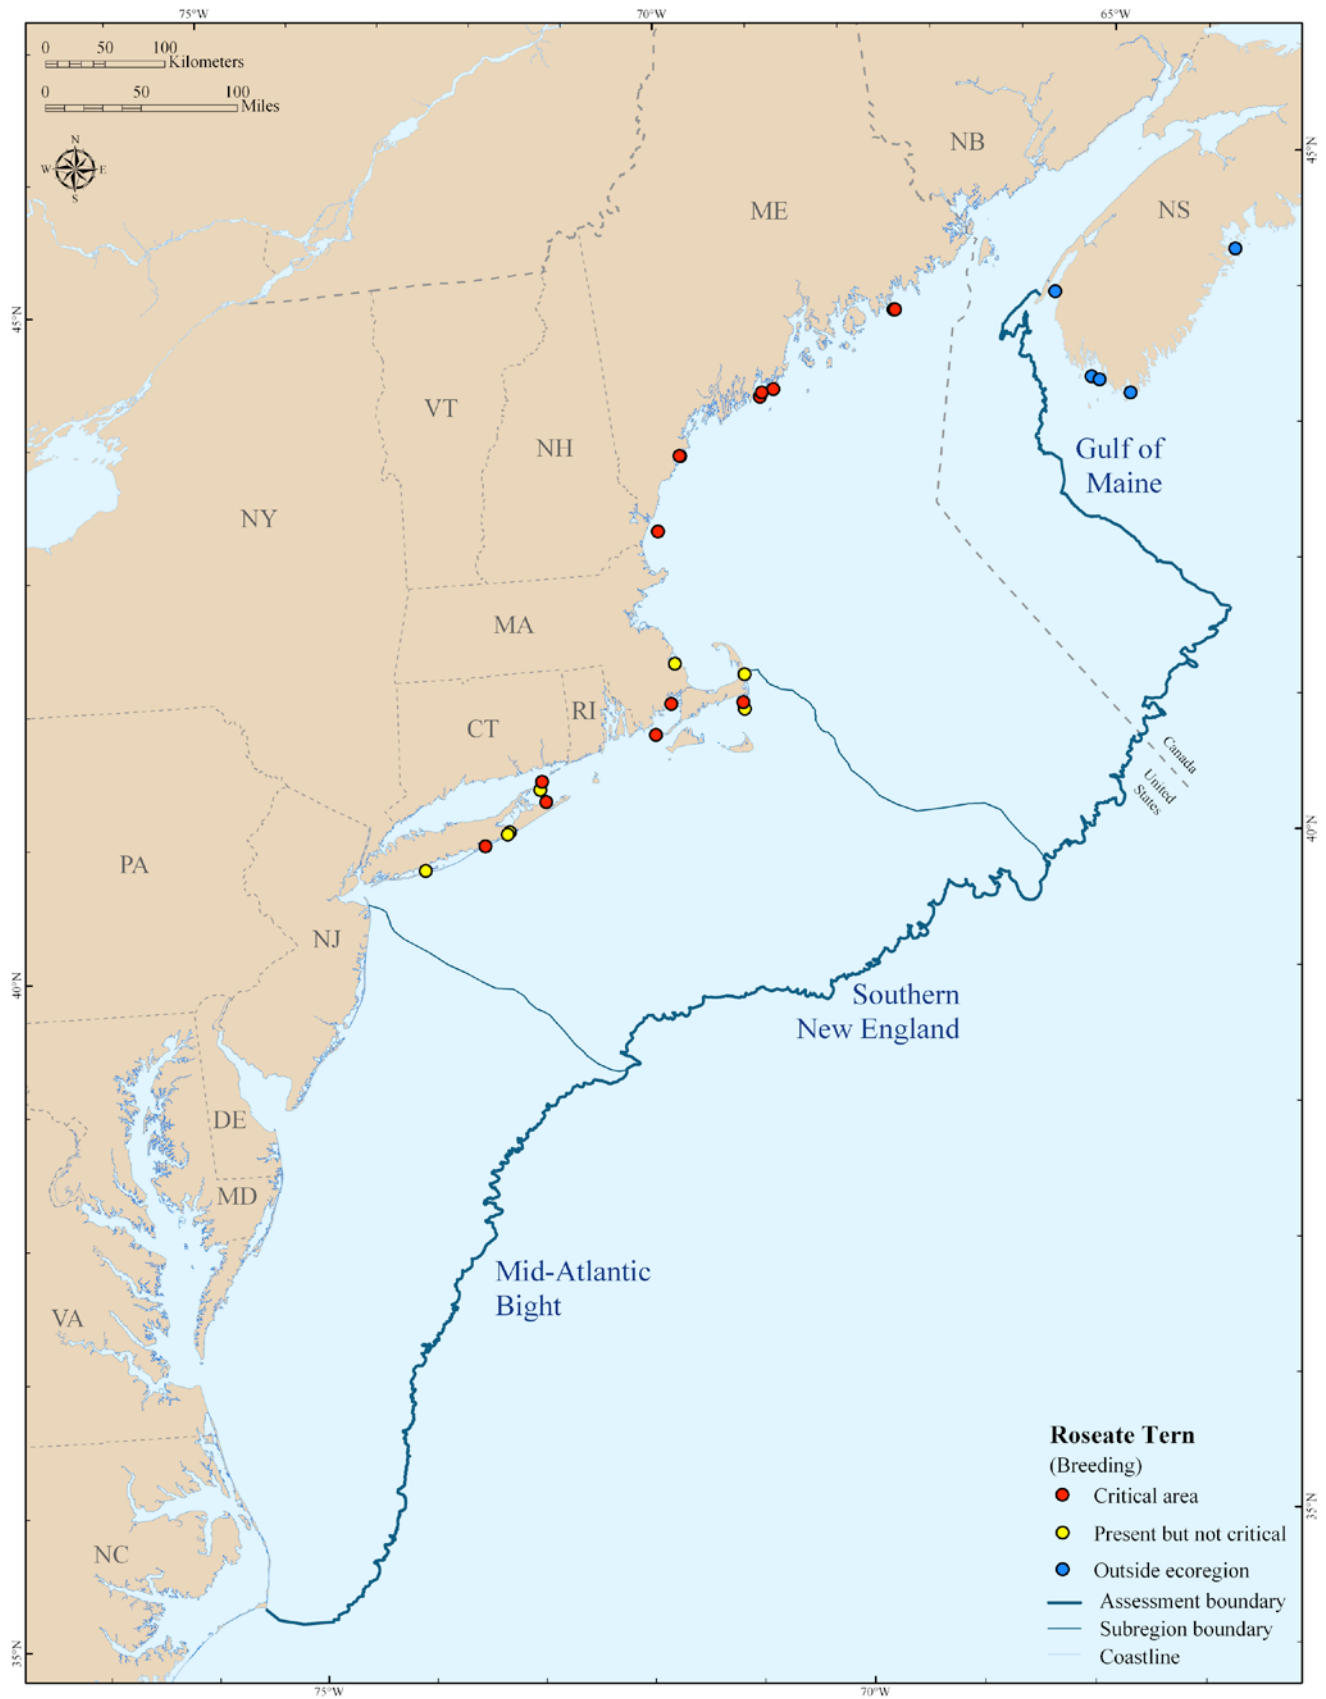 75°W
70°W
65°W
0 50 100
Kilometers
0 50 100
Miles
N
W E
S
NB
45°N
ME
NS
45°N
VT
NH
Gulf of
Maine
NY
MA
CT
RI
Canada
United
States
40°N
PA
NJ
40°N
Southern
New England
DE
MD
Mid-Atlantic
Bight
VA
Roseate Tern
(Breeding)
Critical area
Present but not critical
Outside ecoregion
Assessment boundary
Subregion boundary
Coastline
35°N
NC
35°N
75°W
70°W